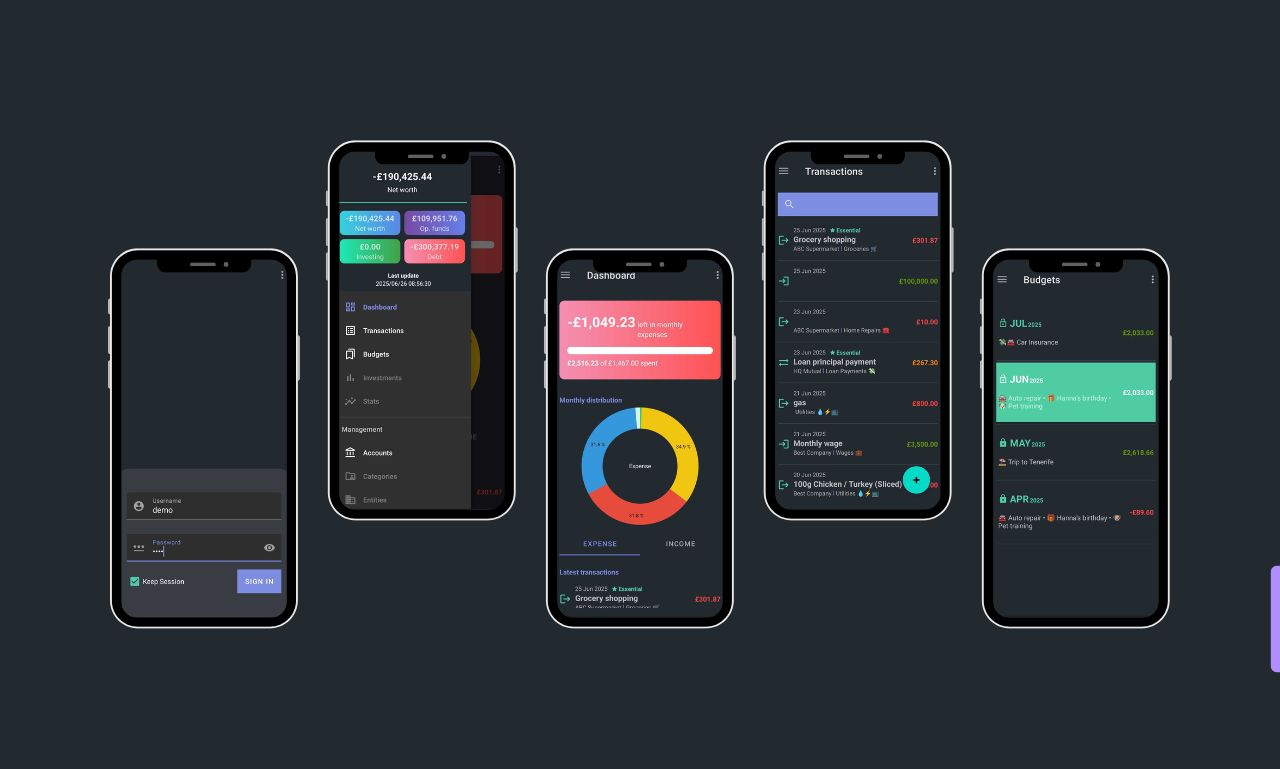 Username
demo
Password
••••
Keep Session
SIGN IN
-£190,425.44
Net worth
-£190,425.44
Net worth
£109,951.76
Op. funds
£0.00
Investing
-£300,377.19
Debt
Last update
2025/06/26 08:56:30
Dashboard
Transactions
Budgets
Investments
Stats
Management
Accounts
Categories
Entities
£301.87
Dashboard
-£1,049.23 left in monthly
expenses
£2,516.23 of £1,467.00 spent
Monthly distribution
34.9 %
31.8 %
Expense
EXPENSE
INCOME
Latest transactions
25 Jun 2025 ★ Essential
Grocery shopping
£301.87
ABC Supermarket | Groceries 🛒
Transactions
25 Jun 2025 ★ Essential
Grocery shopping
£301.87
ABC Supermarket | Groceries 🛒
25 Jun 2025
£100,000.00
23 Jun 2025
£10.00
ABC Supermarket | Home Repairs 🧰
23 Jun 2025 ★ Essential
Loan principal payment
£267.30
HQ Mutual | Loan Payments 💸
21 Jun 2025
gas
£800.00
Utilities 💧⚡📺
21 Jun 2025
Monthly wage
£3,500.00
Best Company | Wages 💼
20 Jun 2025
100g Chicken / Turkey (Sliced)
Best Company | Utilities 💧⚡📺
+
Budgets
JUL 2025
£2,033.00
💸🚘 Car Insurance
JUN 2025
£2,033.00
🚘 Auto repair • 🎁 Hanna's birthday •
🐶 Pet training
MAY 2025
£2,618.66
⛱ Trip to Tenerife
APR 2025
-£89.60
🚘 Auto repair • 🎁 Hanna's birthday • 🐶
Pet training